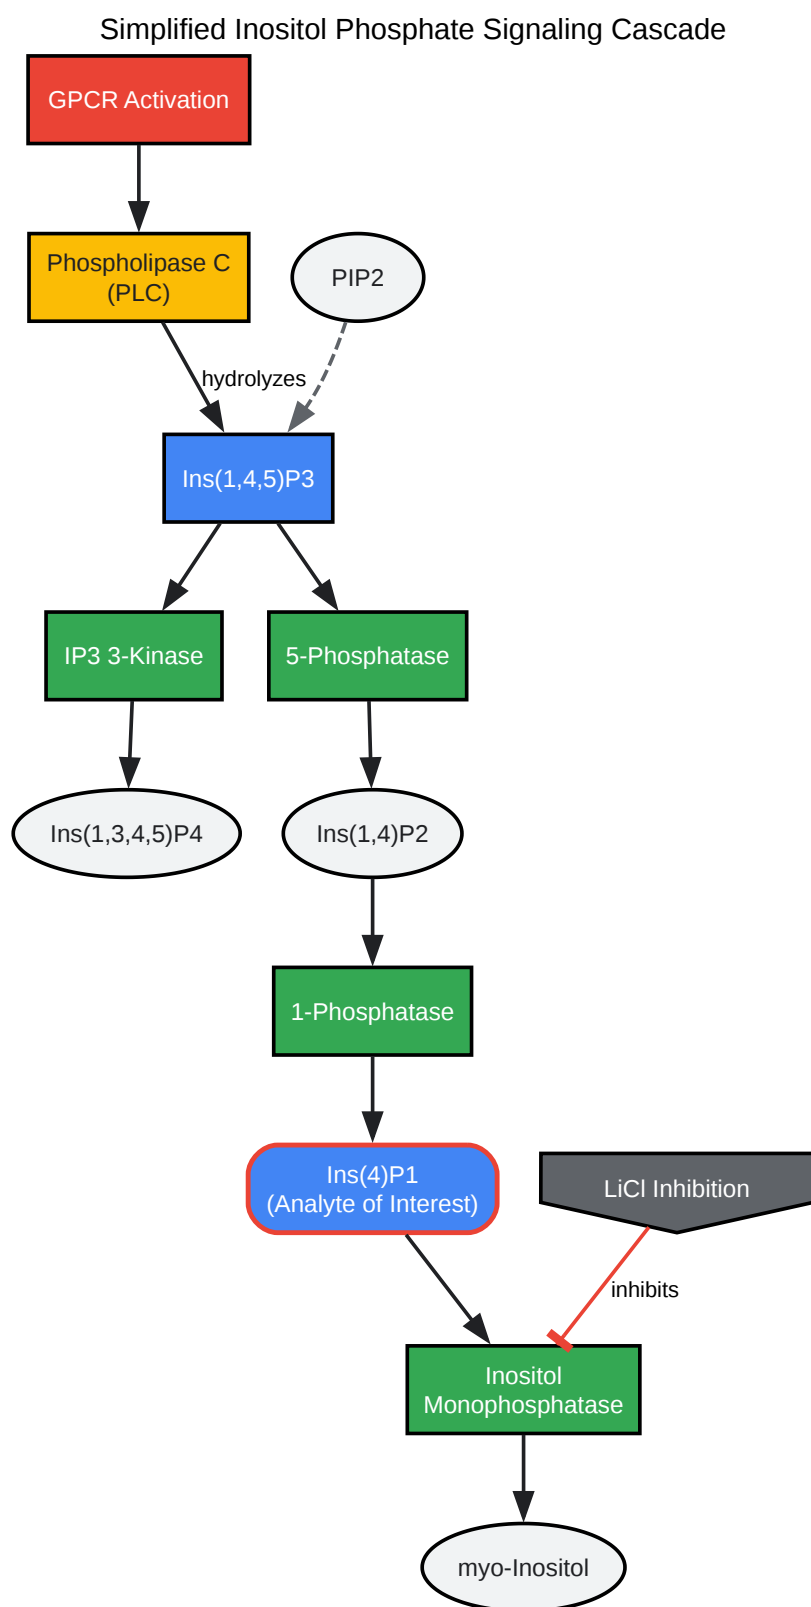 Simplified Inositol Phosphate Signaling Cascade
GPCR Activation
Phospholipase C
(PLC)
PIP2
hydrolyzes
Ins(1,4,5)P3
IP3 3-Kinase
5-Phosphatase
Ins(1,3,4,5)P4
Ins(1,4)P2
1-Phosphatase
Ins(4)P1
(Analyte of Interest)
LiCl Inhibition
inhibits
Inositol
Monophosphatase
myo-Inositol